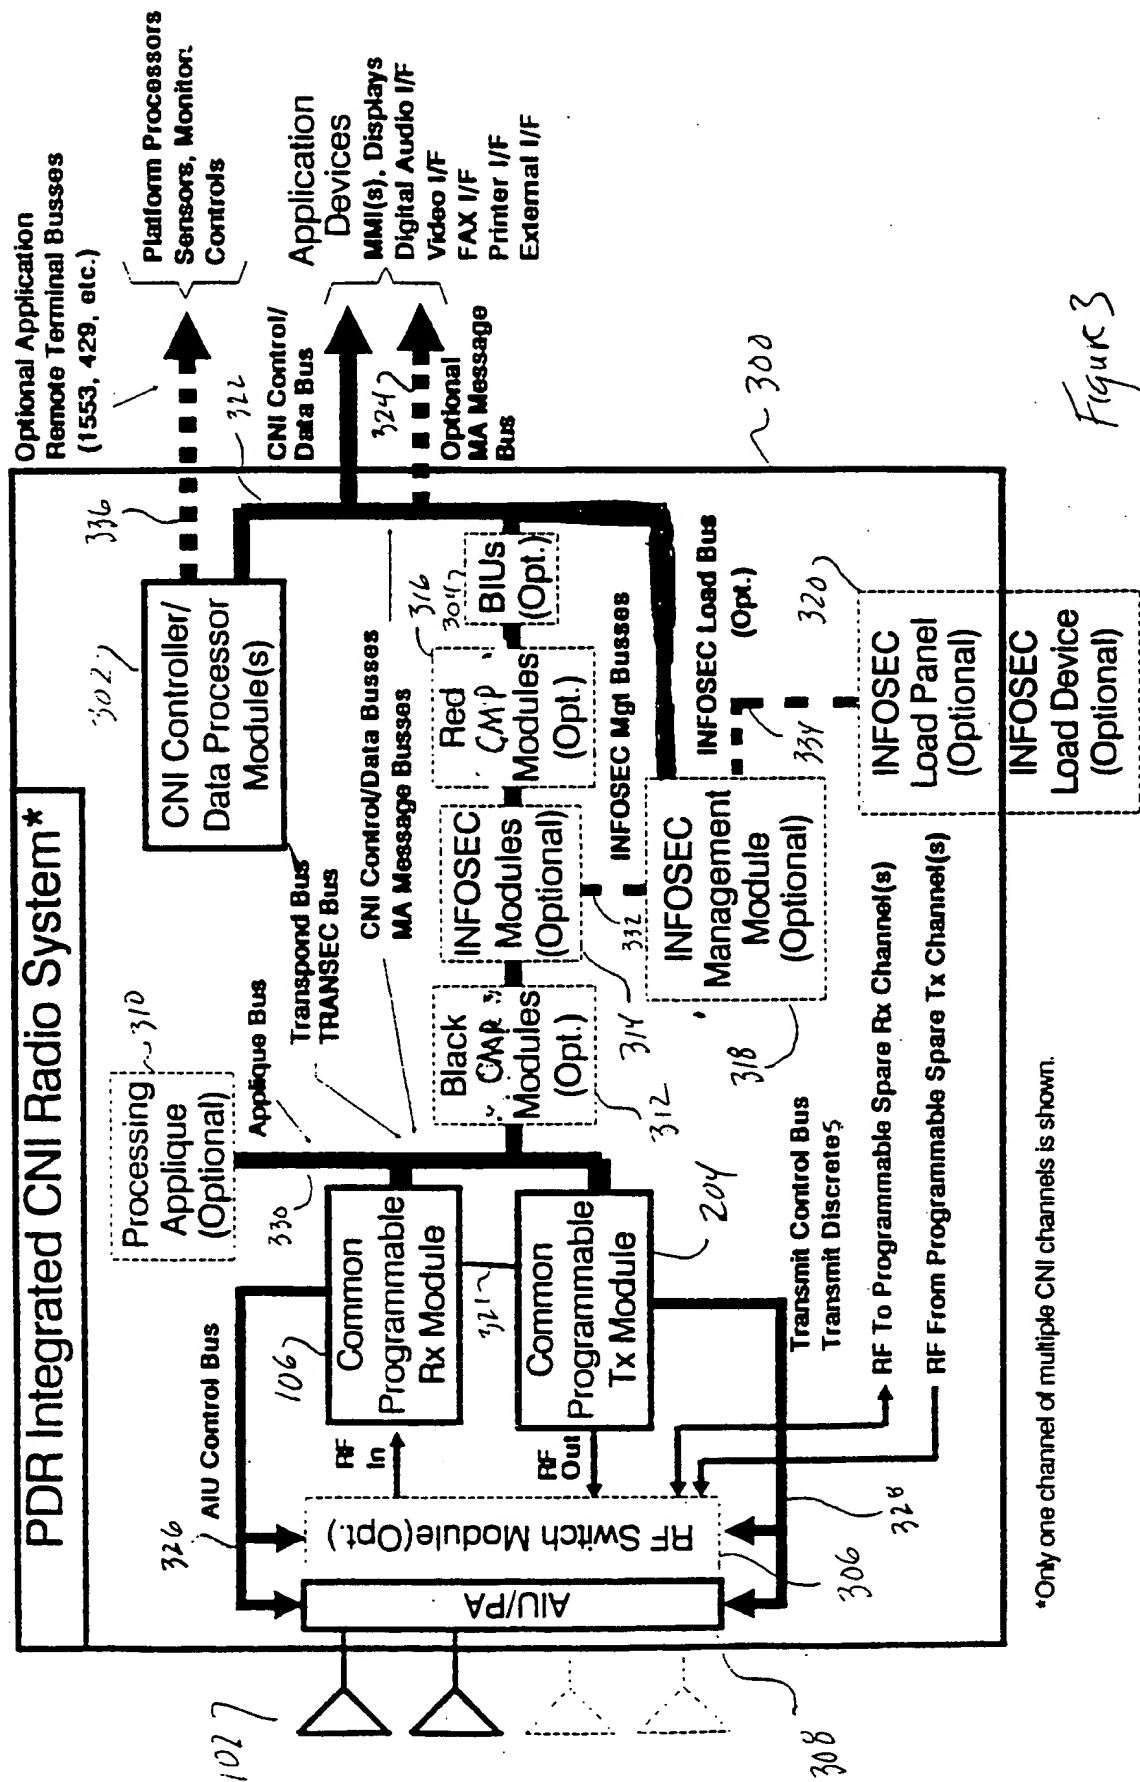 PDR Integrated CNI Radio System*
Optional Application
Remote Terminal Busses
(1553, 429, etc.)
Platform Processors
Sensors, Monitor.
Controls
336
322
302
CNI Controller/
Data Processor
Module(s)
CNI Control/
Data Bus
Application
Devices
MMI(s), Displays
Digital Audio I/F
Video I/F
FAX I/F
Printer I/F
External I/F
324
Optional
MA Message
Bus
Processing
Applique
(Optional)
310
Applique Bus
330
Transpond Bus
TRANSEC Bus
CNI Control/Data Busses
MA Message Busses
326
AIU Control Bus
106
Common
Programmable
Rx Module
RF
In
321
Common
Programmable
Tx Module
204
RF
Out
Black
CMP
Modules
(Opt.)
312
INFOSEC
Modules
(Optional)
314
Red
CMP
Modules
(Opt.)
316
304
BIUs
(Opt.)
INFOSEC Mgt Busses
332
INFOSEC
Management
Module
(Optional)
318
INFOSEC Load Bus
(Opt.)
334
320
INFOSEC
Load Panel
(Optional)
INFOSEC
Load Device
(Optional)
300
RF Switch Module(Opt.)
306
AIU/PA
308
102
Transmit Control Bus
Transmit Discretes
328
RF To Programmable Spare Rx Channel(s)
RF From Programmable Spare Tx Channel(s)
*Only one channel of multiple CNI channels is shown.
Figure 3